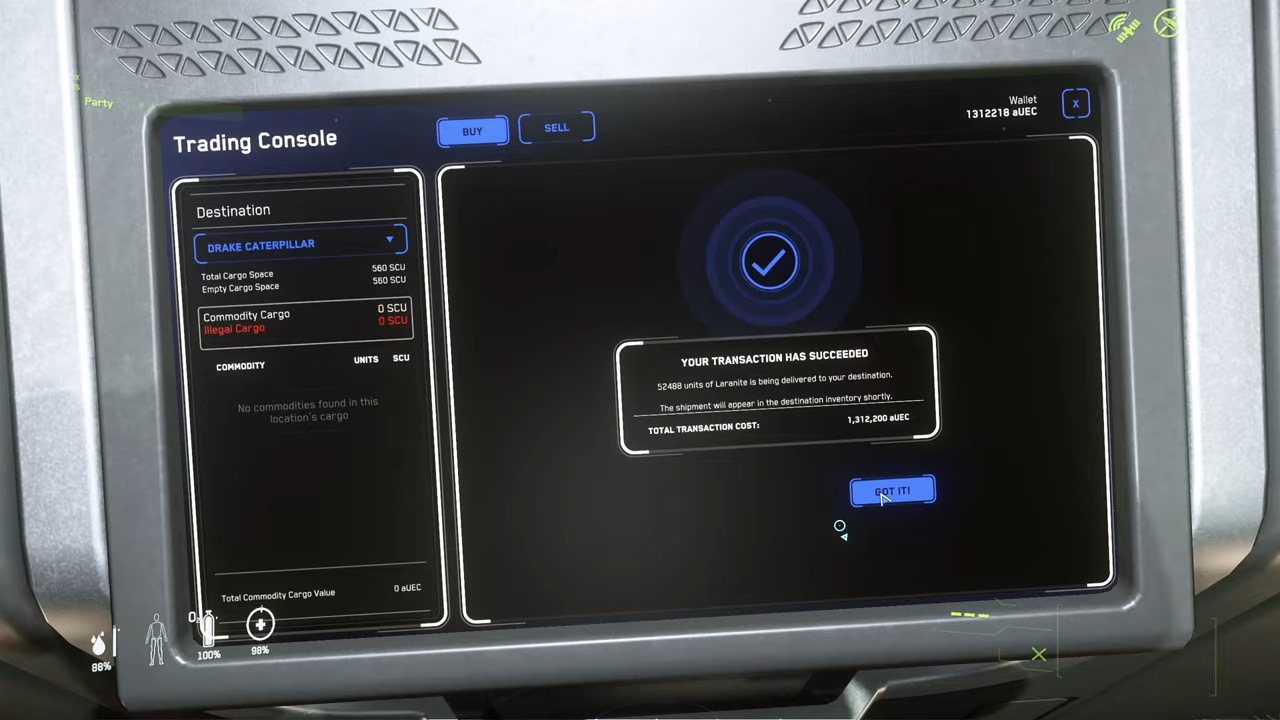 Party
Trading Console
BUY
SELL
Wallet
1312218 aUEC
X
Destination
DRAKE CATERPILLAR
Total Cargo Space 560 SCU
Empty Cargo Space 560 SCU
Commodity Cargo 0 SCU
Illegal Cargo 0 SCU
COMMODITY UNITS SCU
No commodities found in this
location's cargo
Total Commodity Cargo Value 0 aUEC
YOUR TRANSACTION HAS SUCCEEDED
52488 units of Laranite is being delivered to your destination.
The shipment will appear in the destination inventory shortly.
TOTAL TRANSACTION COST: 1,312,200 aUEC
GOT IT!
88%
100%
98%